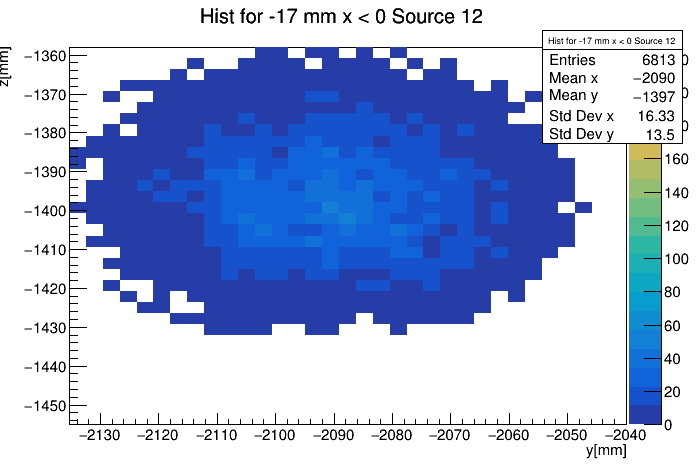 Hist for -17 mm x < 0 Source 12
Hist for -17 mm x < 0 Source 12
Entries 6813
Mean x −2090
Mean y −1397
Std Dev x 16.33
Std Dev y 13.5
z[mm]
−1360
−1370
−1380
−1390
−1400
−1410
−1420
−1430
−1440
−1450
160
140
120
100
80
60
40
20
0
−2130 −2120 −2110 −2100 −2090 −2080 −2070 −2060 −2050 −2040
y[mm]